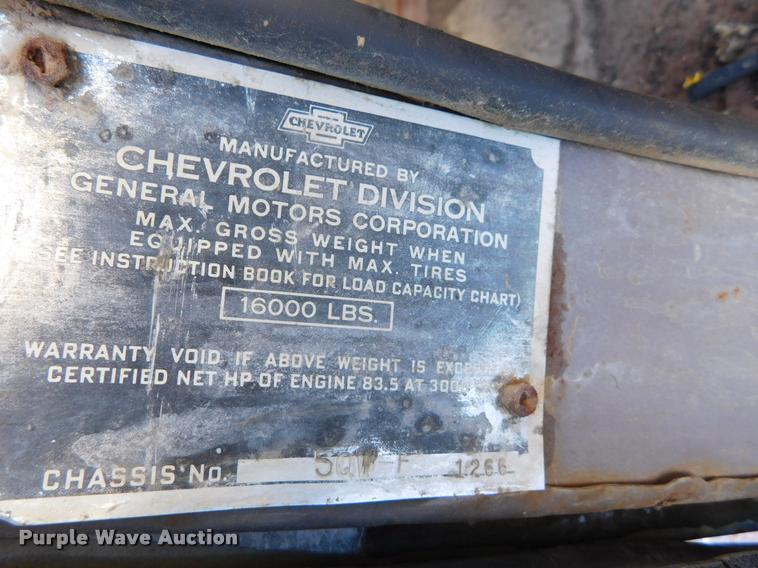 CHEVROLET
MANUFACTURED BY
CHEVROLET DIVISION
GENERAL MOTORS CORPORATION
MAX. GROSS WEIGHT WHEN
EQUIPPED WITH MAX. TIRES
(SEE INSTRUCTION BOOK FOR LOAD CAPACITY CHART)
16000 LBS.
WARRANTY VOID IF ABOVE WEIGHT IS
CERTIFIED NET HP OF ENGINE 83.5 AT
CHASSIS No. 5QW-F 1266
Purple Wave Auction